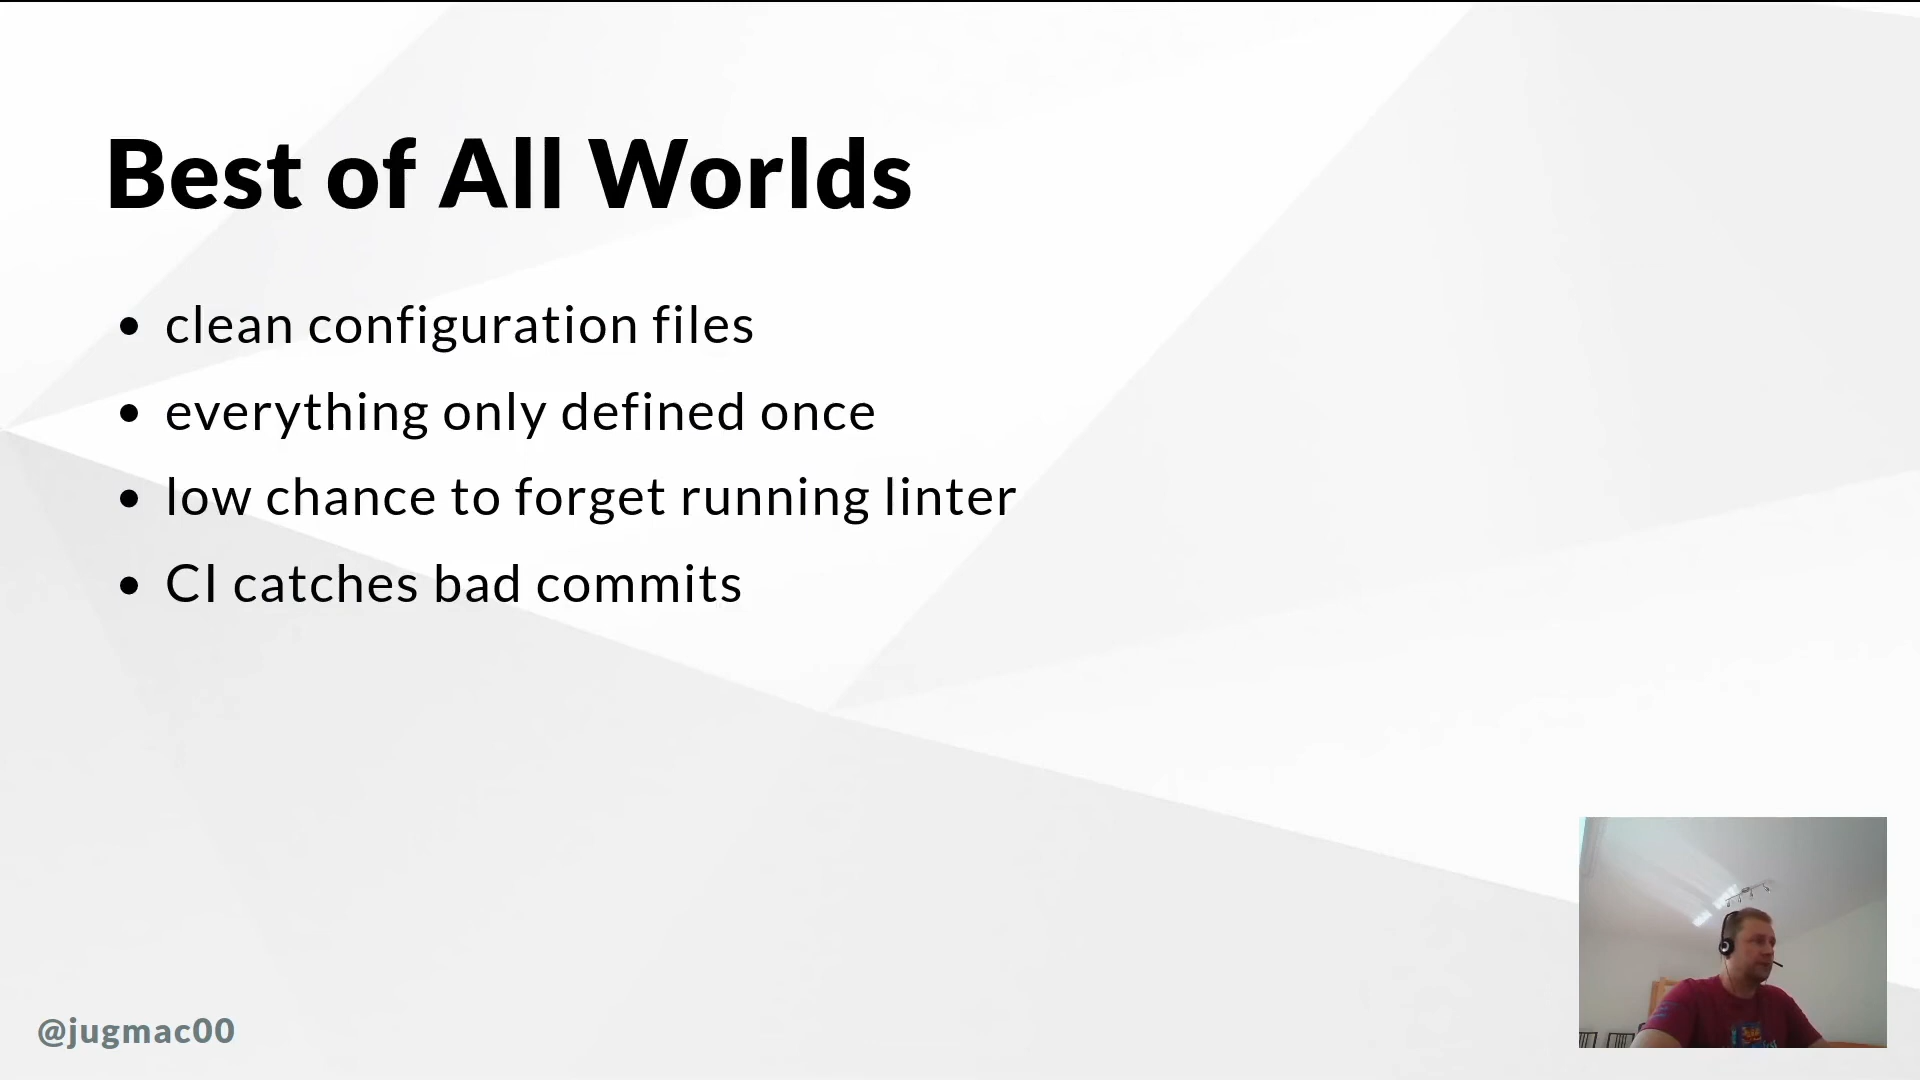 Best of All Worlds
• clean configuration files
• everything only defined once
• low chance to forget running linter
• CI catches bad commits
@jugmac00